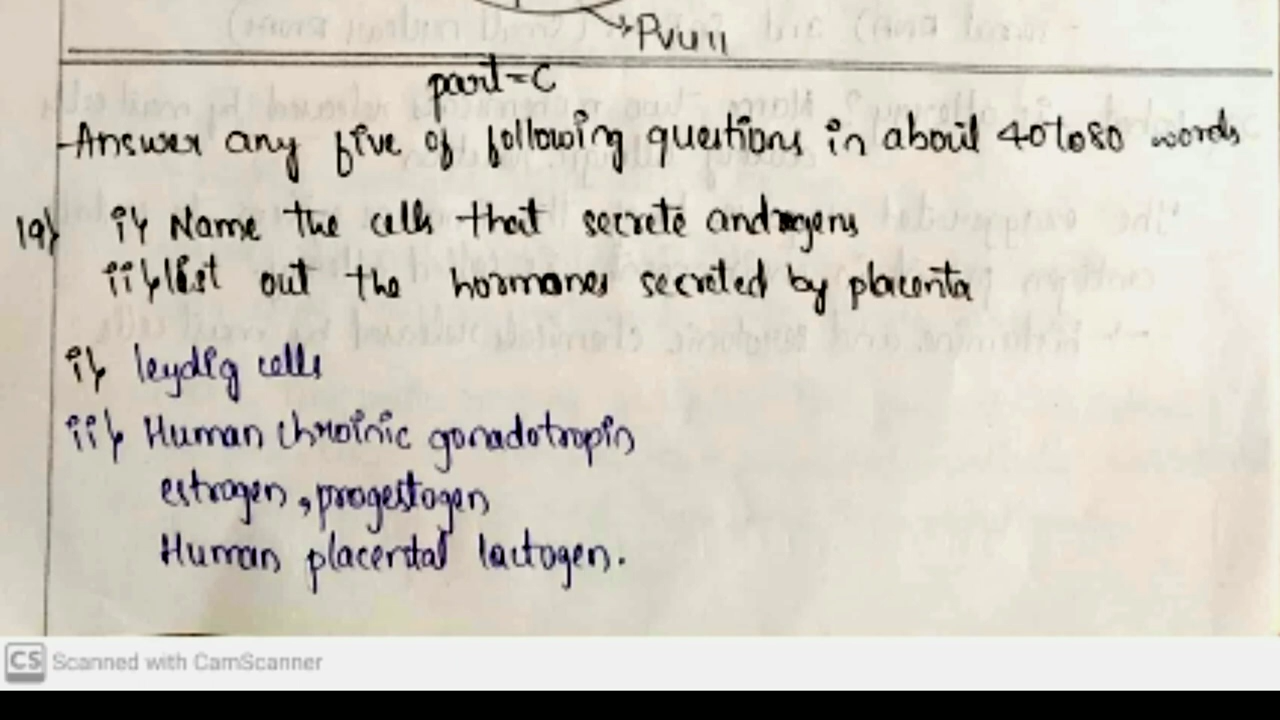 PVUII
part-C
Answer any five of following questions in about 40to80 words
19) i) Name the cells that secrete androgens
ii) list out the hormones secreted by placenta
i) leydig cells
ii) Human chroinic gonadotropin
estrogen, progestogen
Human placental lactogen.
CS Scanned with CamScanner